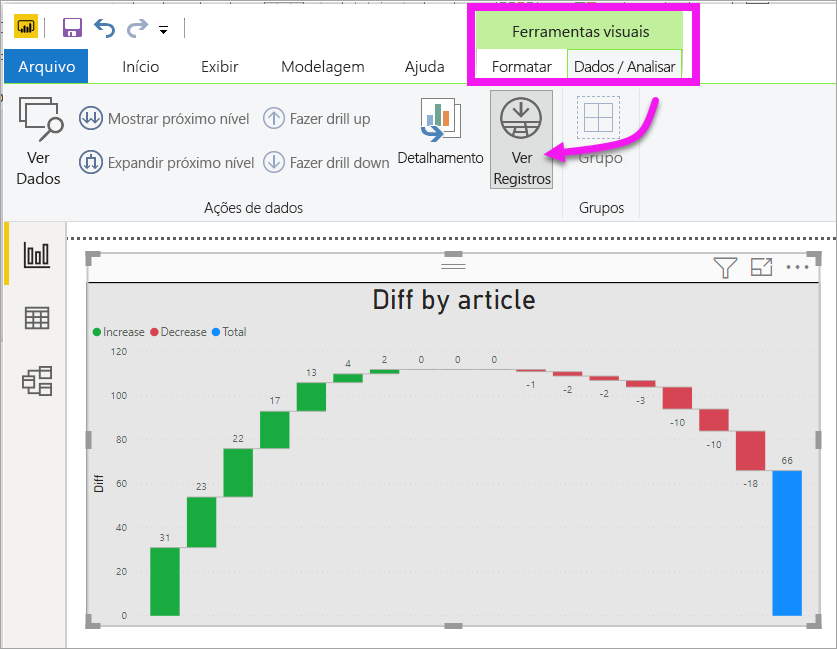 Ferramentas visuais
Arquivo Início Exibir Modelagem Ajuda Formatar Dados / Analisar
Ver
Dados
Mostrar próximo nível
Fazer drill up
Expandir próximo nível
Fazer drill down
Detalhamento
Ver
Registros
Grupo
Ações de dados
Grupos
Diff by article
Increase Decrease Total
120
100
80
60
40
20
0
Diff
31
23
22
17
13
4
2
0
0
0
-1
-2
-2
-3
-10
-10
-18
66